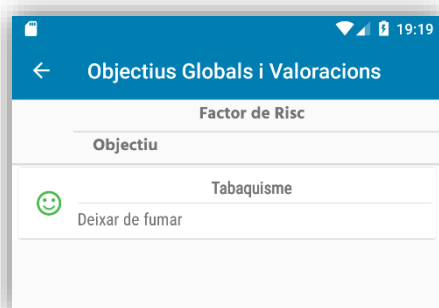 19:19
Objectius Globals i Valoracions
Factor de Risc
Objectiu
Tabaquisme
Deixar de fumar